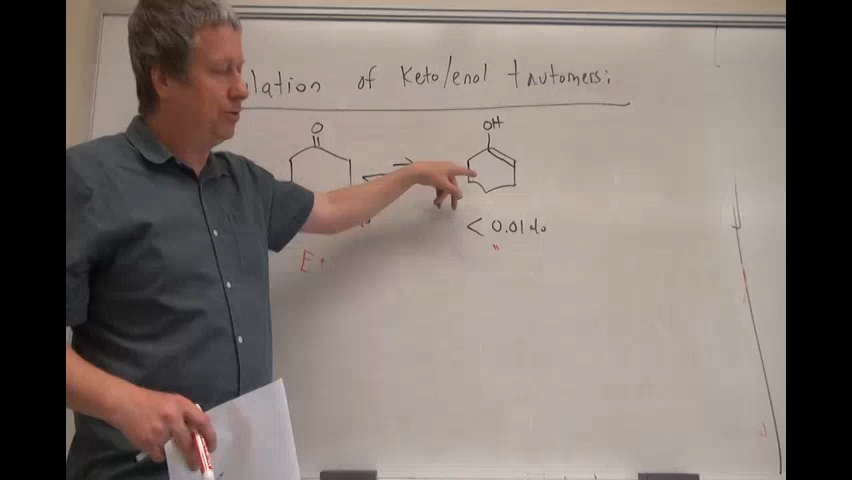 lation of Keto/enol tautomers:
O OH
< 0.01%
E+